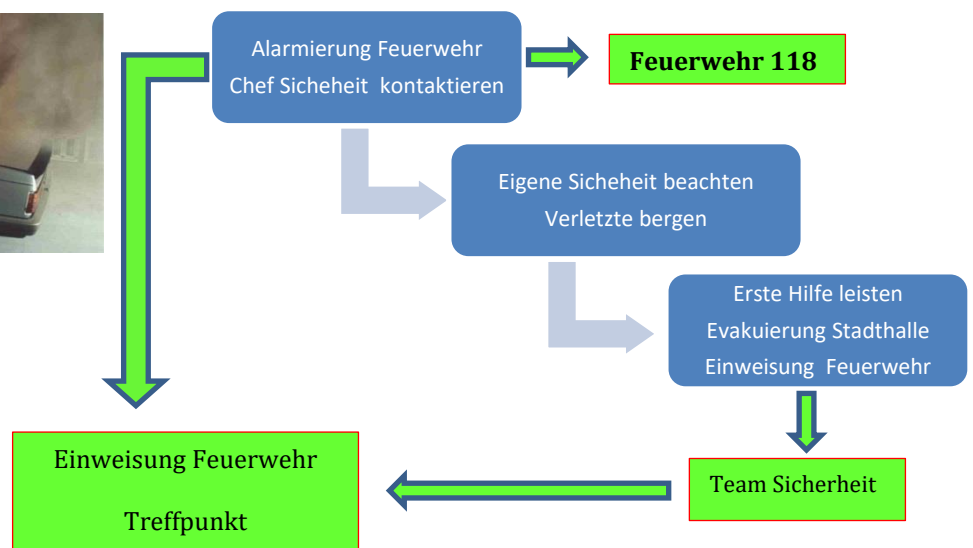 Alarmierung Feuerwehr
Chef Sicheheit kontaktieren
Feuerwehr 118
Eigene Sicheheit beachten
Verletzte bergen
Erste Hilfe leisten
Evakuierung Stadthalle
Einweisung Feuerwehr
Team Sicherheit
Einweisung Feuerwehr
Treffpunkt